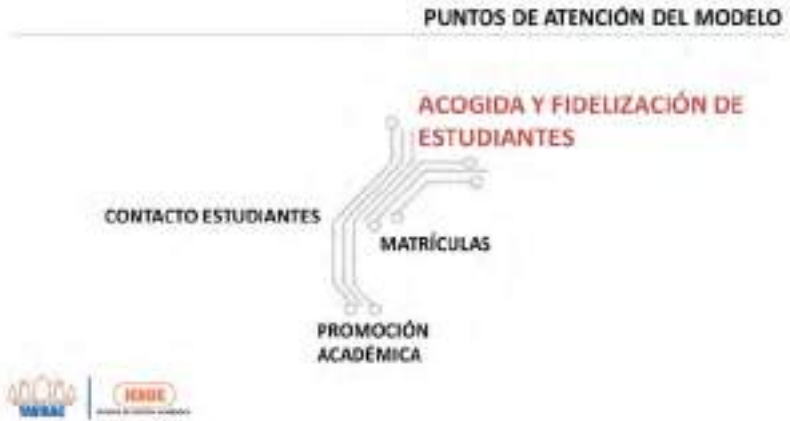 PUNTOS DE ATENCIÓN DEL MODELO
ACOGIDA Y FIDELIZACIÓN DE
ESTUDIANTES
CONTACTO ESTUDIANTES
MATRÍCULAS
PROMOCIÓN
ACADÉMICA